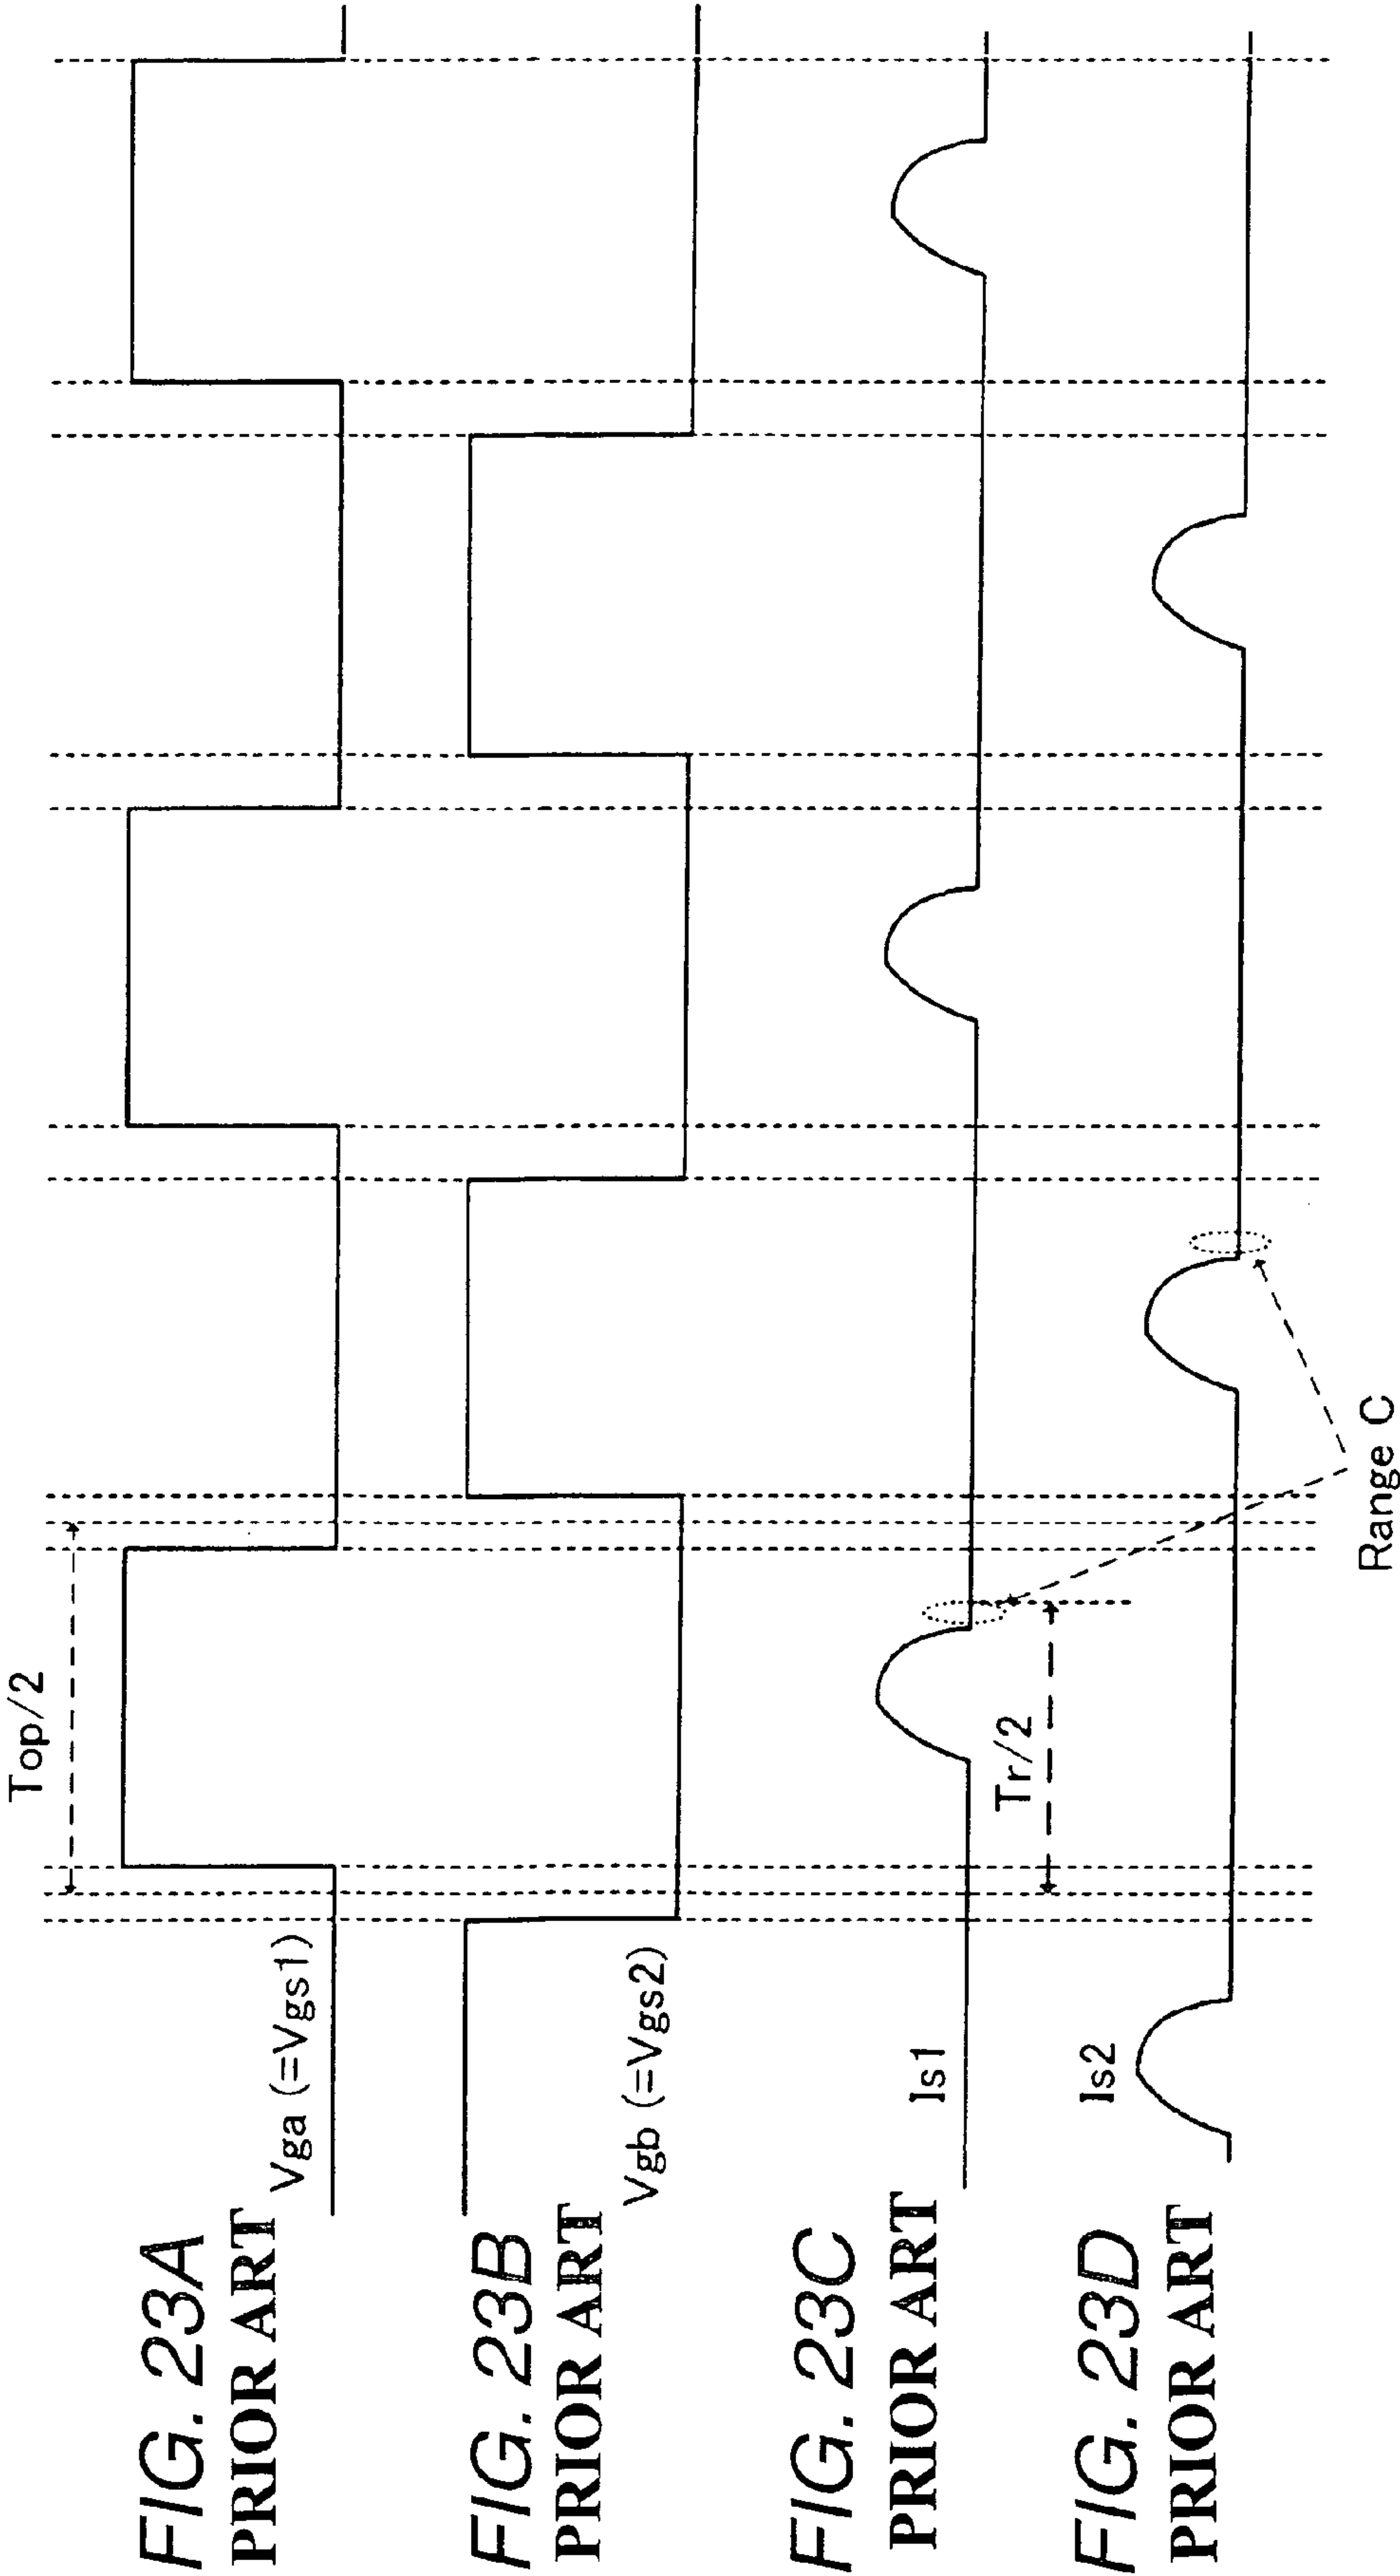 Top/2
FIG. 23A
PRIOR ART
Vga (=Vgs1)
FIG. 23B
PRIOR ART
Vgb (=Vgs2)
FIG. 23C
PRIOR ART
Is1
Tr/2
FIG. 23D
PRIOR ART
Is2
Range C